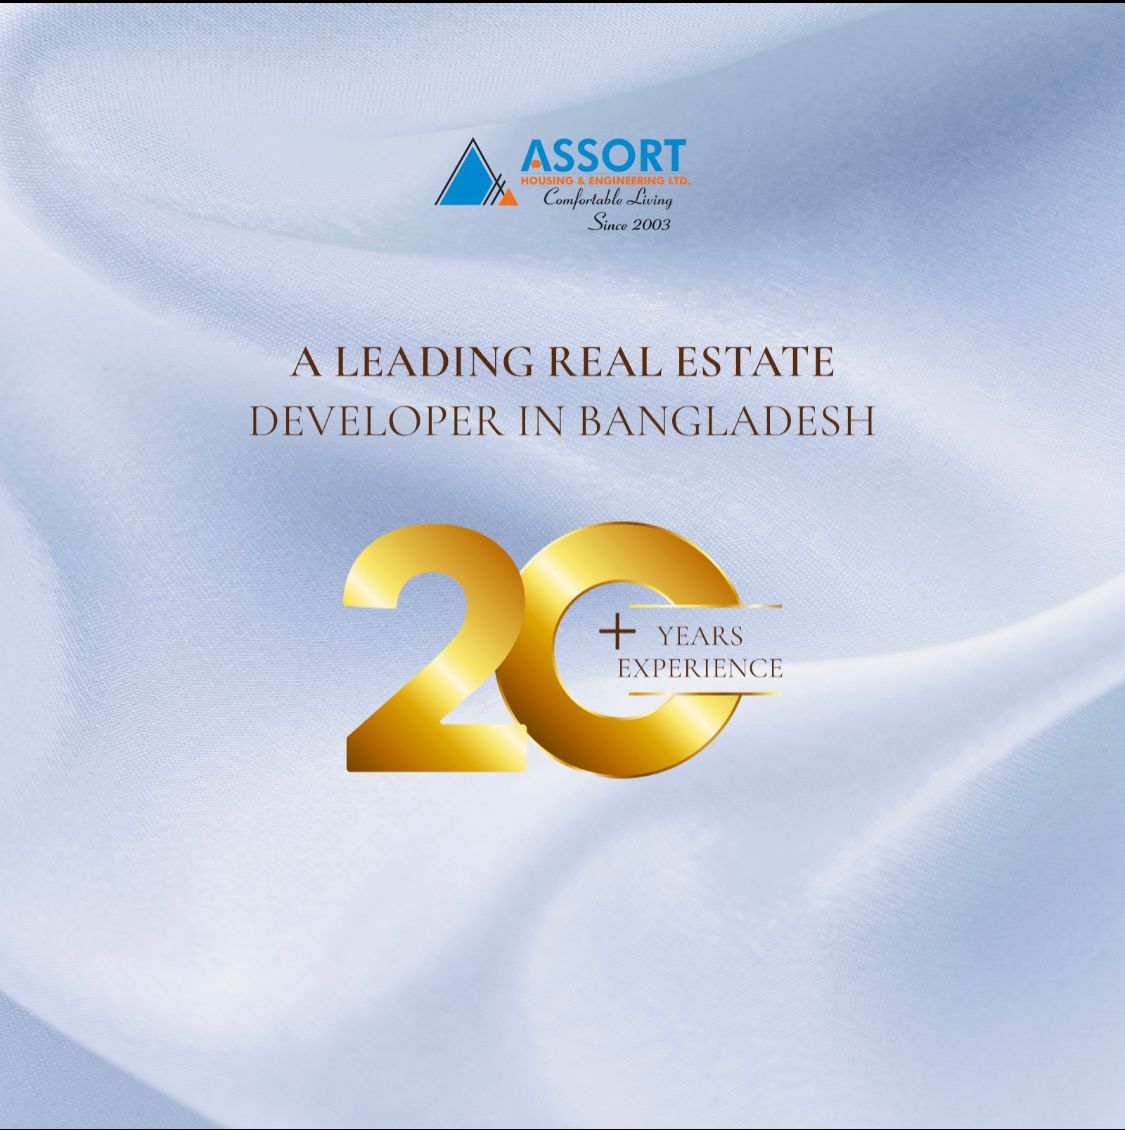 ASSORT
HOUSING & ENGINEERING LTD.
Comfortable Living
Since 2003
A LEADING REAL ESTATE
DEVELOPER IN BANGLADESH
20
+ YEARS
EXPERIENCE